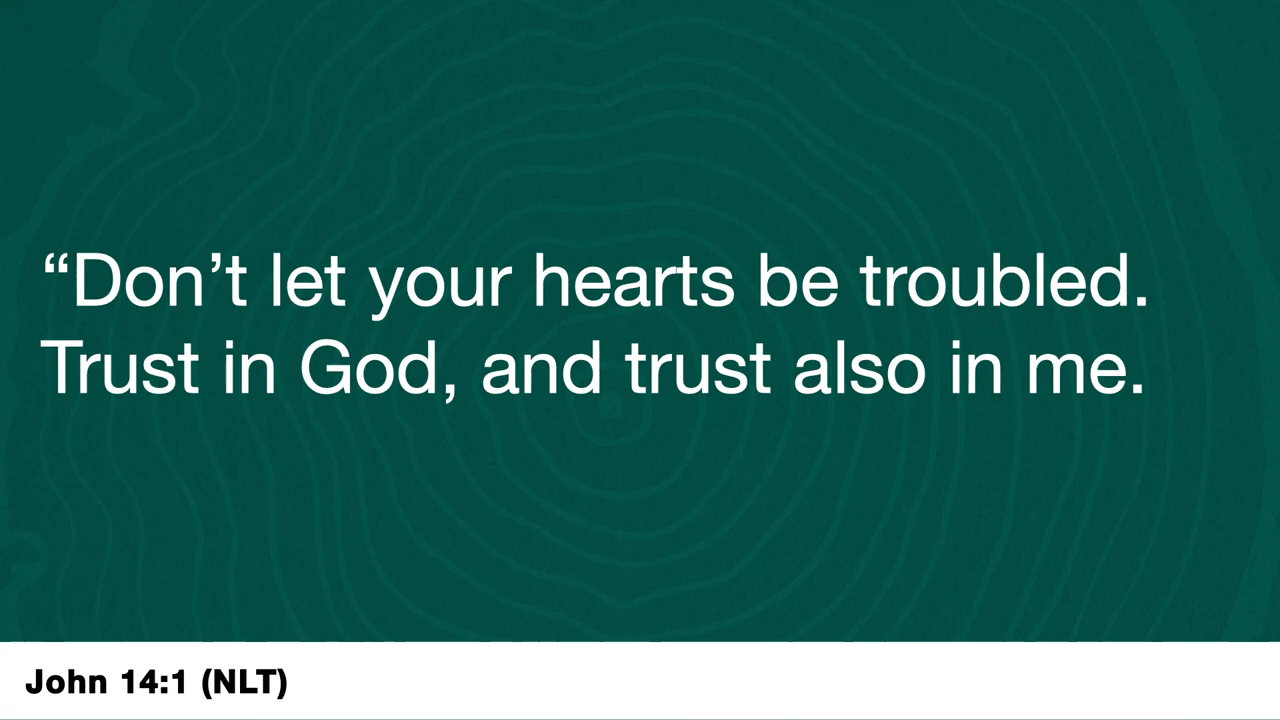 “Don’t let your hearts be troubled.
Trust in God, and trust also in me.
John 14:1 (NLT)